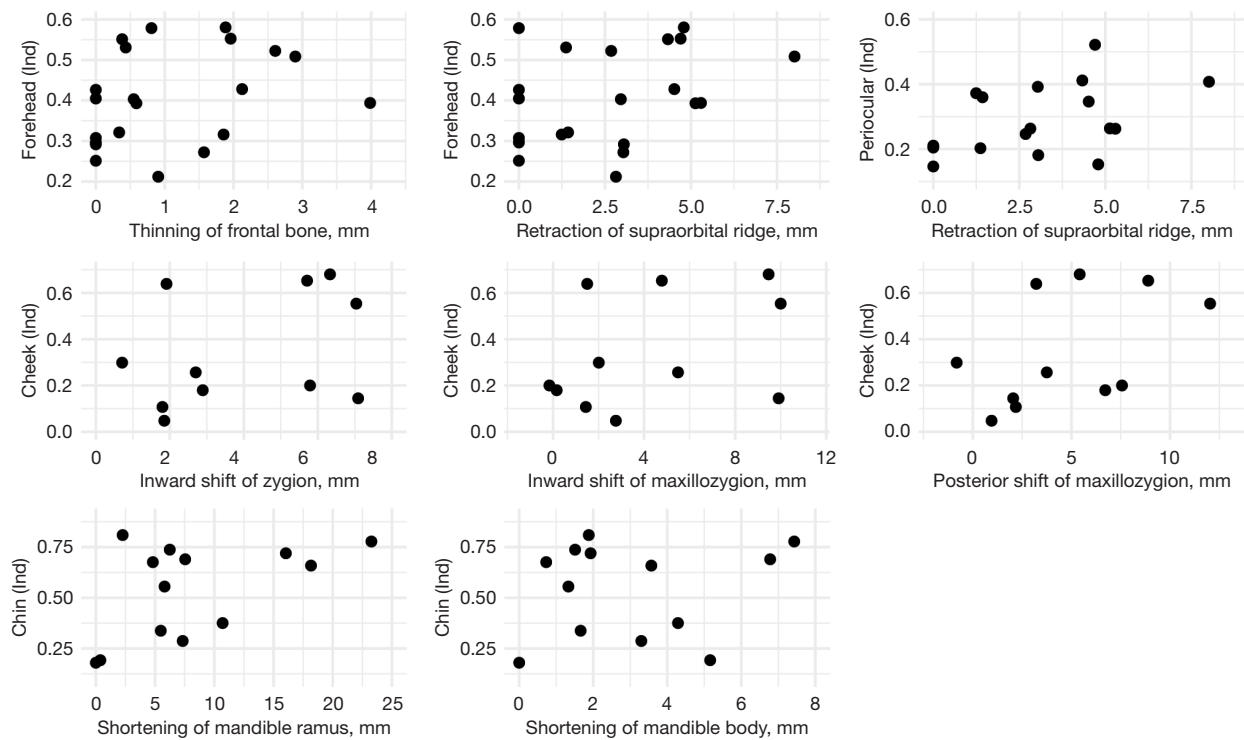 0.6
0.5
0.4
0.3
0.2
Forehead (Ind)
0 1 2 3 4
Thinning of frontal bone, mm
0.6
0.5
0.4
0.3
0.2
Forehead (Ind)
0.0 2.5 5.0 7.5
Retraction of supraorbital ridge, mm
0.6
0.4
0.2
Periocular (Ind)
0.0 2.5 5.0 7.5
Retraction of supraorbital ridge, mm
0.6
0.4
0.2
0.0
Cheek (Ind)
0 2 4 6 8
Inward shift of zygion, mm
0.6
0.4
0.2
0.0
Cheek (Ind)
0 2 4 6 8 10 12
Inward shift of maxillozygion, mm
0.6
0.4
0.2
0.0
Cheek (Ind)
0 5 10
Posterior shift of maxillozygion, mm
0.75
0.50
0.25
Chin (Ind)
0 5 10 15 20 25
Shortening of mandible ramus, mm
0.75
0.50
0.25
Chin (Ind)
0 2 4 6 8
Shortening of mandible body, mm